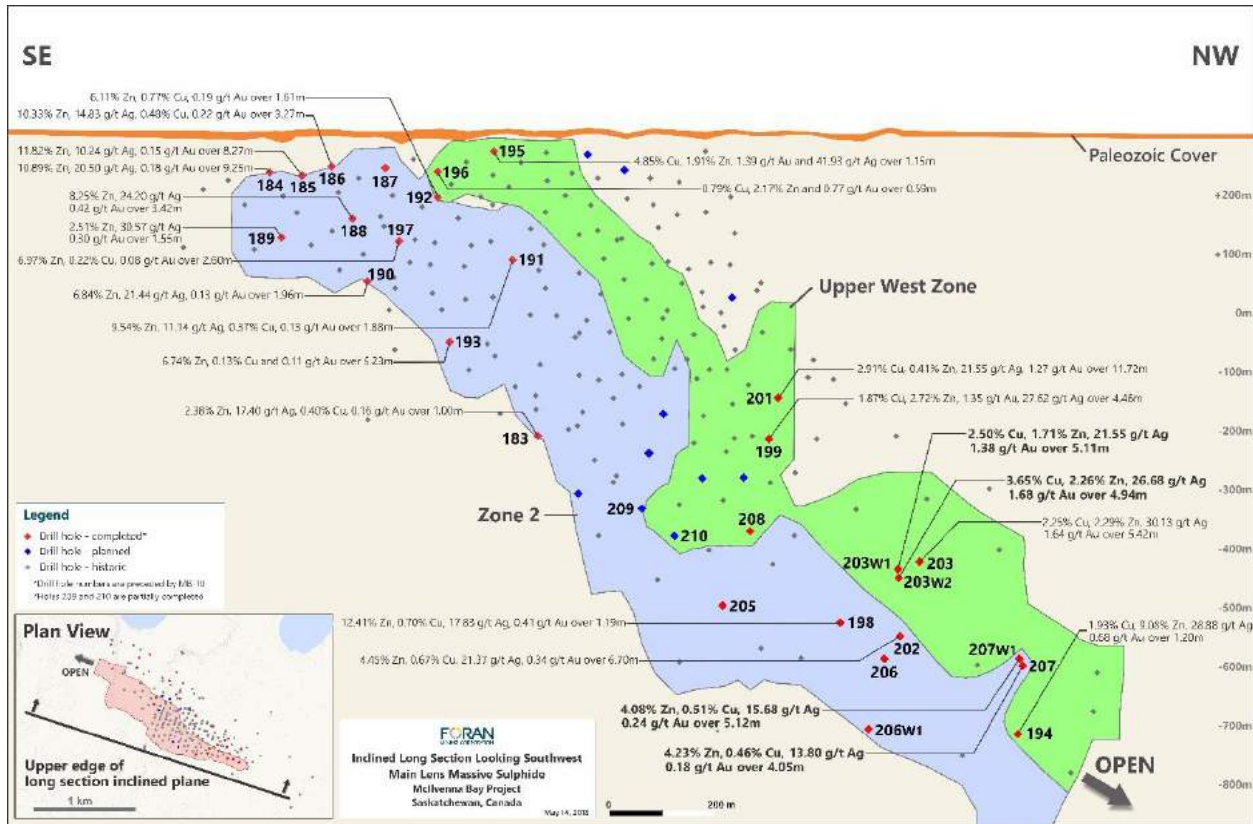 SE
NW
6.11% Zn, 0.77% Cu, 0.19 g/t Au over 1.61m
10.33% Zn, 14.83 g/t Ag, 0.48% Cu, 0.22 g/t Au over 3.27m
11.82% Zn, 10.24 g/t Ag, 0.15 g/t Au over 8.27m
10.89% Zn, 20.50 g/t Ag, 0.18 g/t Au over 9.25m
195
4.85% Cu, 1.91% Zn, 1.39 g/t Au and 41.93 g/t Ag over 1.15m
Paleozoic Cover
184
185
186
187
196
192
0.79% Cu, 2.17% Zn and 0.77 g/t Au over 0.59m
+200m
8.25% Zn, 24.20 g/t Ag
0.42 g/t Au over 3.42m
188
197
2.51% Zn, 30.57 g/t Ag
0.30 g/t Au over 1.55m
189
+100m
6.97% Zn, 0.22% Cu, 0.08 g/t Au over 2.60m
190
191
Upper West Zone
6.84% Zn, 21.44 g/t Ag, 0.13 g/t Au over 1.96m
0m
9.54% Zn, 11.14 g/t Ag, 0.37% Cu, 0.13 g/t Au over 1.88m
193
6.74% Zn, 0.13% Cu and 0.11 g/t Au over 5.23m
-100m
2.91% Cu, 0.41% Zn, 21.55 g/t Ag, 1.27 g/t Au over 11.72m
201
2.38% Zn, 17.40 g/t Ag, 0.40% Cu, 0.16 g/t Au over 1.00m
1.87% Cu, 2.72% Zn, 1.35 g/t Au, 27.62 g/t Ag over 4.46m
183
199
-200m
2.50% Cu, 1.71% Zn, 21.55 g/t Ag
1.38 g/t Au over 5.11m
3.65% Cu, 2.26% Zn, 26.68 g/t Ag
1.68 g/t Au over 4.94m
-300m
Zone 2
209
210
208
2.25% Cu, 2.29% Zn, 30.13 g/t Ag
1.64 g/t Au over 5.42m
-400m
203W1
203
203W2
205
-500m
12.41% Zn, 0.70% Cu, 17.83 g/t Ag, 0.41 g/t Au over 1.19m
198
1.93% Cu, 9.08% Zn, 28.88 g/t Ag
0.68 g/t Au over 1.20m
202
4.45% Zn, 0.67% Cu, 21.37 g/t Ag, 0.34 g/t Au over 6.70m
206
207W1
207
-600m
4.08% Zn, 0.51% Cu, 15.68 g/t Ag
0.24 g/t Au over 5.12m
206W1
194
-700m
4.23% Zn, 0.46% Cu, 13.80 g/t Ag
0.18 g/t Au over 4.05m
OPEN
-800m
Legend
Drill hole - completed*
Drill hole - planned
Drill hole - historic
*Drill hole numbers are preceded by MB-10
*Holes 209 and 210 are partially completed
Plan View
OPEN
Upper edge of
long section inclined plane
1 km
FORAN
MINING CORPORATION
Inclined Long Section Looking Southwest
Main Lens Massive Sulphide
McIlvenna Bay Project
Saskatchewan, Canada
May 14, 2018
200 m